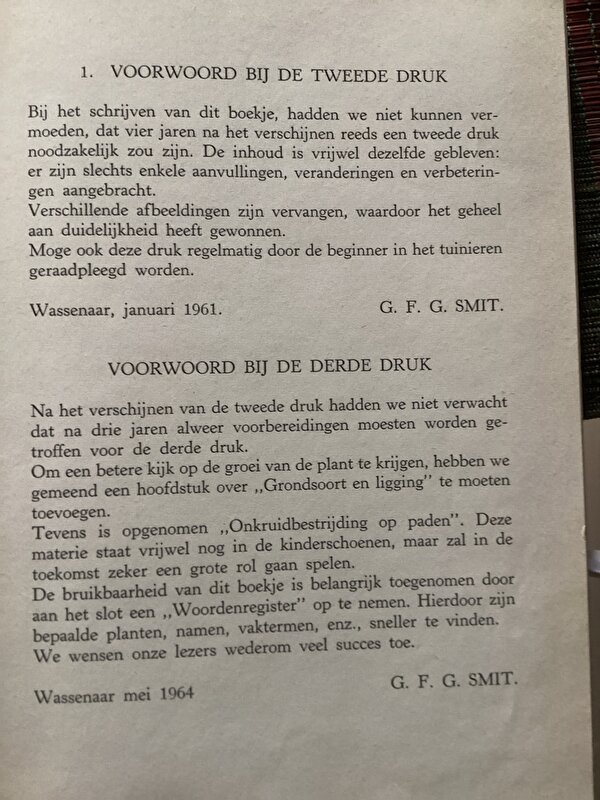 1. VOORWOORD BIJ DE TWEEDE DRUK
Bij het schrijven van dit boekje, hadden we niet kunnen ver-
moeden, dat vier jaren na het verschijnen reeds een tweede druk
noodzakelijk zou zijn. De inhoud is vrijwel dezelfde gebleven:
er zijn slechts enkele aanvullingen, veranderingen en verbeterin-
gen aangebracht.
Verschillende afbeeldingen zijn vervangen, waardoor het geheel
aan duidelijkheid heeft gewonnen.
Moge ook deze druk regelmatig door de beginner in het tuinieren
geraadpleegd worden.
Wassenaar, januari 1961. G. F. G. SMIT.
VOORWOORD BIJ DE DERDE DRUK
Na het verschijnen van de tweede druk hadden we niet verwacht
dat na drie jaren alweer voorbereidingen moesten worden ge-
troffen voor de derde druk.
Om een betere kijk op de groei van de plant te krijgen, hebben we
gemeend een hoofdstuk over „Grondsoort en ligging” te moeten
toevoegen.
Tevens is opgenomen „Onkruidbestrijding op paden”. Deze
materie staat vrijwel nog in de kinderschoenen, maar zal in de
toekomst zeker een grote rol gaan spelen.
De bruikbaarheid van dit boekje is belangrijk toegenomen door
aan het slot een „Woordenregister” op te nemen. Hierdoor zijn
bepaalde planten, namen, vaktermen, enz., sneller te vinden.
We wensen onze lezers wederom veel succes toe.
Wassenaar mei 1964 G. F. G. SMIT.